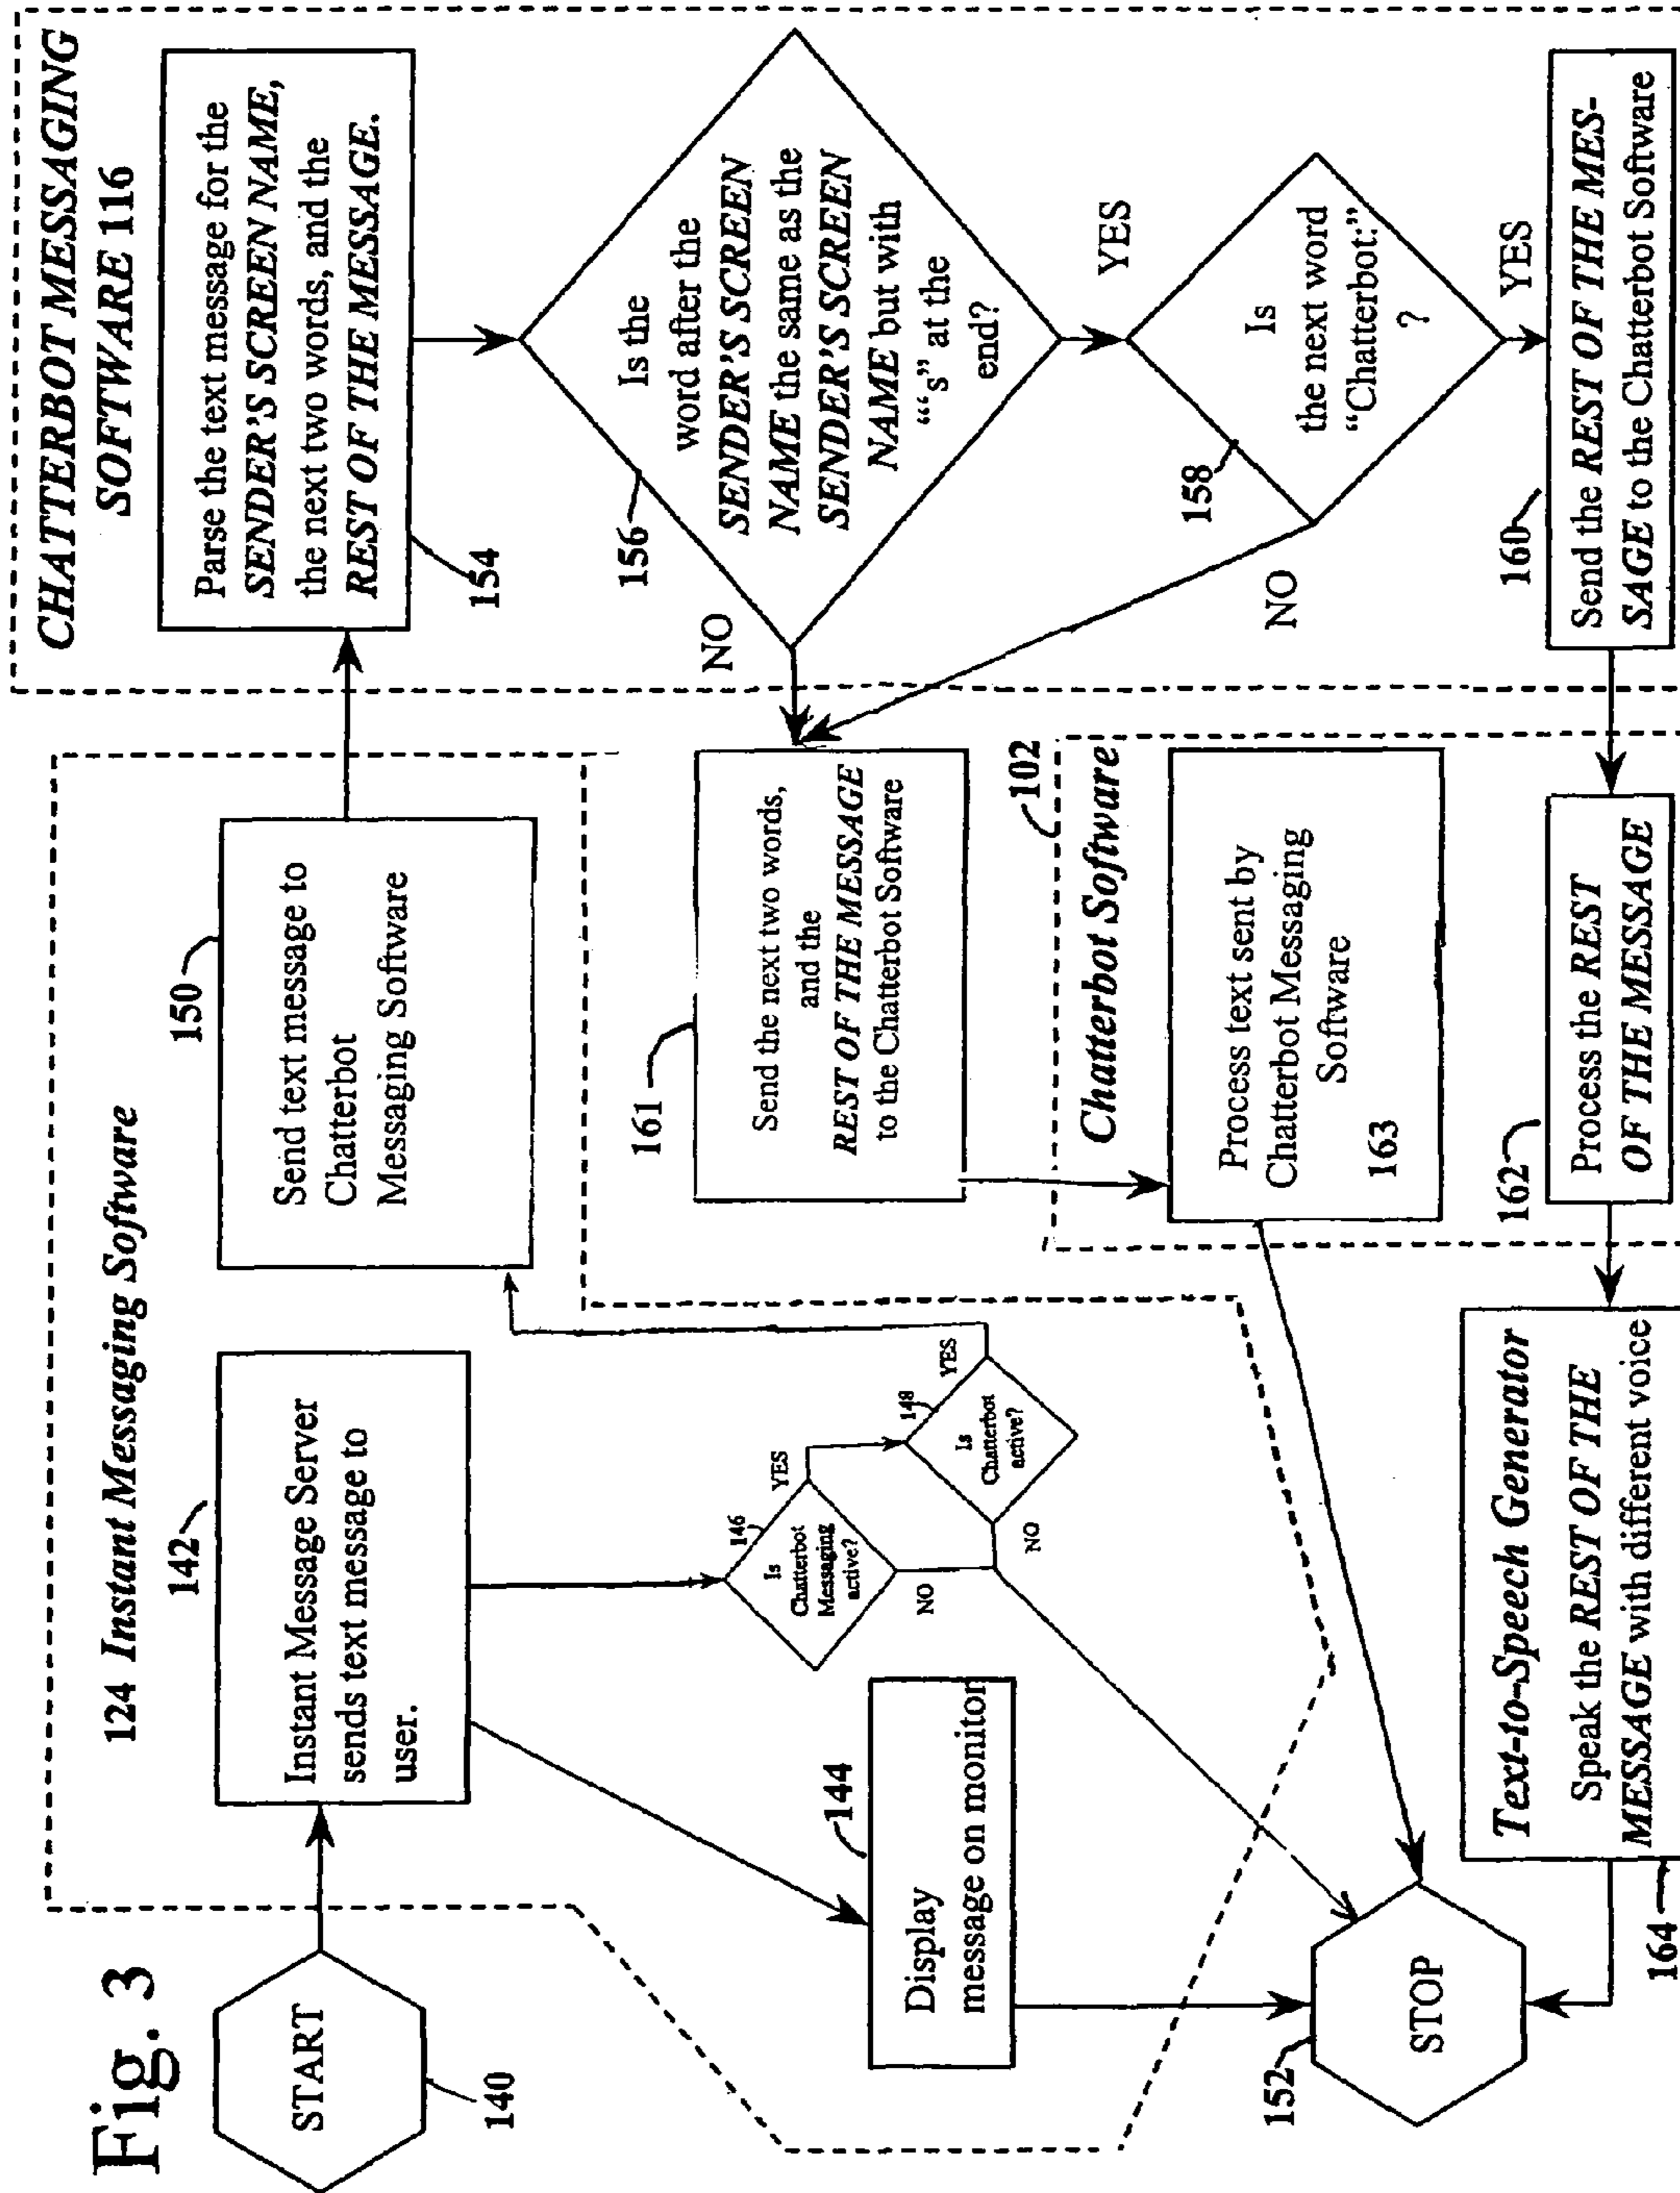 Fig. 3
START
140
124 Instant Messaging Software
142
Instant Message Server
sends text message to
user.
144
Display
message on monitor
146
Is
Chatterbot
Messaging
active?
YES
NO
148
Is
Chatterbot
active?
YES
NO
150
Send text message to
Chatterbot
Messaging Software
CHATTERBOT MESSAGING
SOFTWARE 116
Parse the text message for the
SENDER'S SCREEN NAME,
the next two words, and the
REST OF THE MESSAGE.
154
156
Is the
word after the
SENDER'S SCREEN
NAME the same as the
SENDER'S SCREEN
NAME but with
"'s" at the
end?
NO
YES
158
Is
the next word
"Chatterbot:"
?
NO
YES
160
Send the REST OF THE MES-
SAGE to the Chatterbot Software
161
Send the next two words,
and the
REST OF THE MESSAGE
to the Chatterbot Software
102
Chatterbot Software
Process text sent by
Chatterbot Messaging
Software
163
162
Process the REST
OF THE MESSAGE
Text-to-Speech Generator
Speak the REST OF THE
MESSAGE with different voice
164
152
STOP